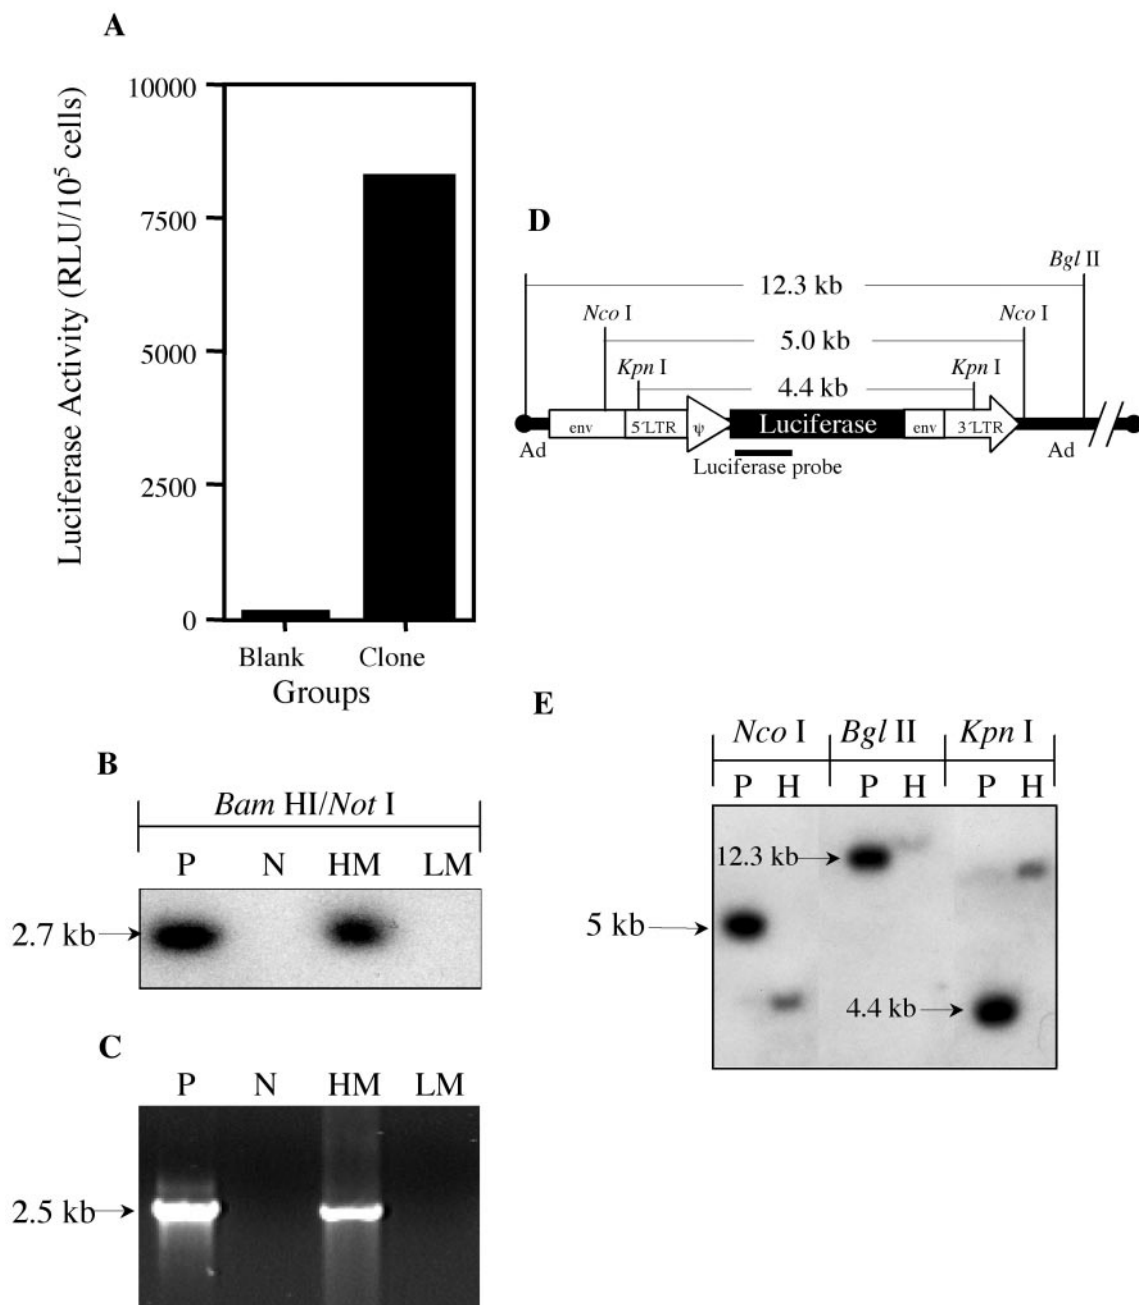 A
Luciferase Activity (RLU/10⁵ cells)
10000
7500
5000
2500
0
Blank
Clone
Groups
B
Bam HI/Not I
P N HM LM
2.7 kb
C
P N HM LM
2.5 kb
D
Bgl II
12.3 kb
Nco I
Nco I
5.0 kb
Kpn I
Kpn I
4.4 kb
env
5´LTR
ψ
Luciferase
env
3´LTR
Ad
Luciferase probe
Ad
E
Nco I Bgl II Kpn I
P H P H P H
12.3 kb
5 kb
4.4 kb